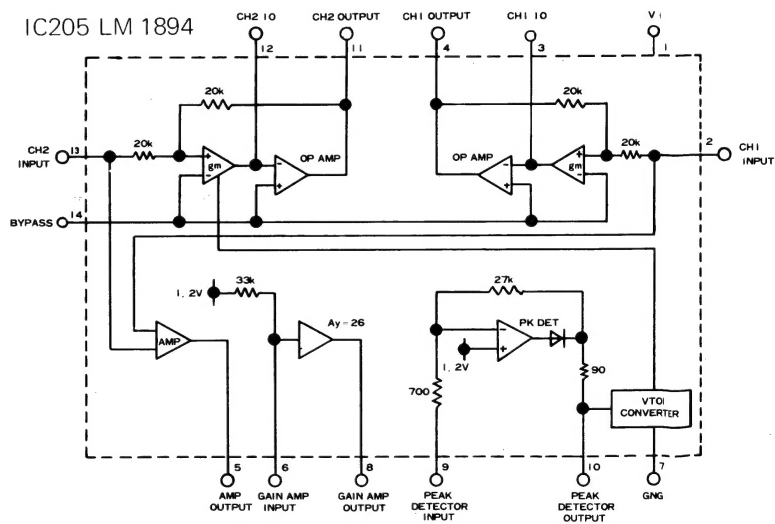 IC205 LM 1894
CH2 IO
CH2 OUTPUT
CH1 OUTPUT
CH1 IO
V1
12
11
4
3
1
20k
20k
CH2
INPUT
13
20k
+
gm
-
-
OP AMP
+
OP AMP
-
+
+
gm
-
20k
2
CH1
INPUT
BYPASS
14
33k
1.2V
Ay=26
AMP
27k
-
PK DET
+
1.2V
700
90
VTOI
CONVERTER
5
6
8
9
10
7
AMP
OUTPUT
GAIN AMP
INPUT
GAIN AMP
OUTPUT
PEAK
DETECTOR
INPUT
PEAK
DETECTOR
OUTPUT
GNG